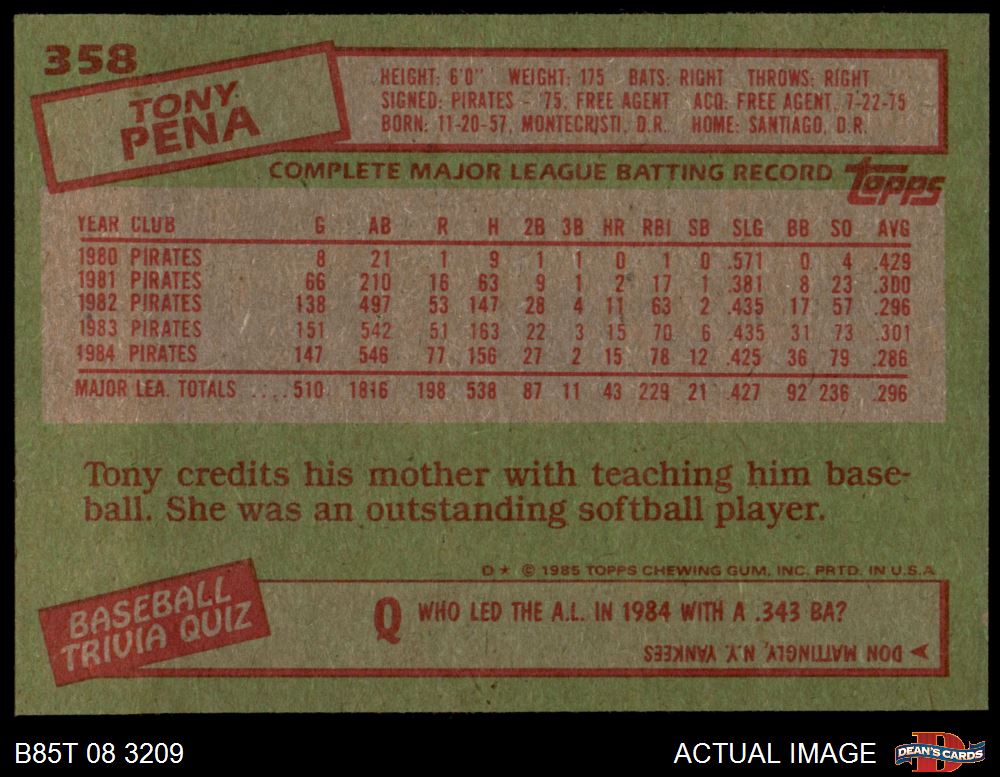 358
TONY
PENA
HEIGHT: 6'0" WEIGHT: 175 BATS: RIGHT THROWS: RIGHT
SIGNED: PIRATES - '75, FREE AGENT ACQ: FREE AGENT, 7-22-75
BORN: 11-20-57, MONTECRISTI, D.R. HOME: SANTIAGO, D.R.
COMPLETE MAJOR LEAGUE BATTING RECORD topps
YEAR CLUB G AB R H 2B 3B HR RBI SB SLG BB SO AVG
1980 PIRATES 8 21 1 9 1 1 0 1 0 .571 0 4 .429
1981 PIRATES 66 210 16 63 9 1 2 17 1 .381 8 23 .300
1982 PIRATES 138 497 53 147 28 4 11 63 2 .435 17 57 .296
1983 PIRATES 151 542 51 163 22 3 15 70 6 .435 31 73 .301
1984 PIRATES 147 546 77 156 27 2 15 78 12 .425 36 79 .286
MAJOR LEA. TOTALS ....510 1816 198 538 87 11 43 229 21 .427 92 236 .296
Tony credits his mother with teaching him base-
ball. She was an outstanding softball player.
D★ © 1985 TOPPS CHEWING GUM, INC. PRTD. IN U.S.A.
BASEBALL
TRIVIA QUIZ
Q WHO LED THE A.L. IN 1984 WITH A .343 BA?
DON MATTINGLY, N.Y. YANKEES
B85T 08 3209
ACTUAL IMAGE
D
DEAN'S CARDS